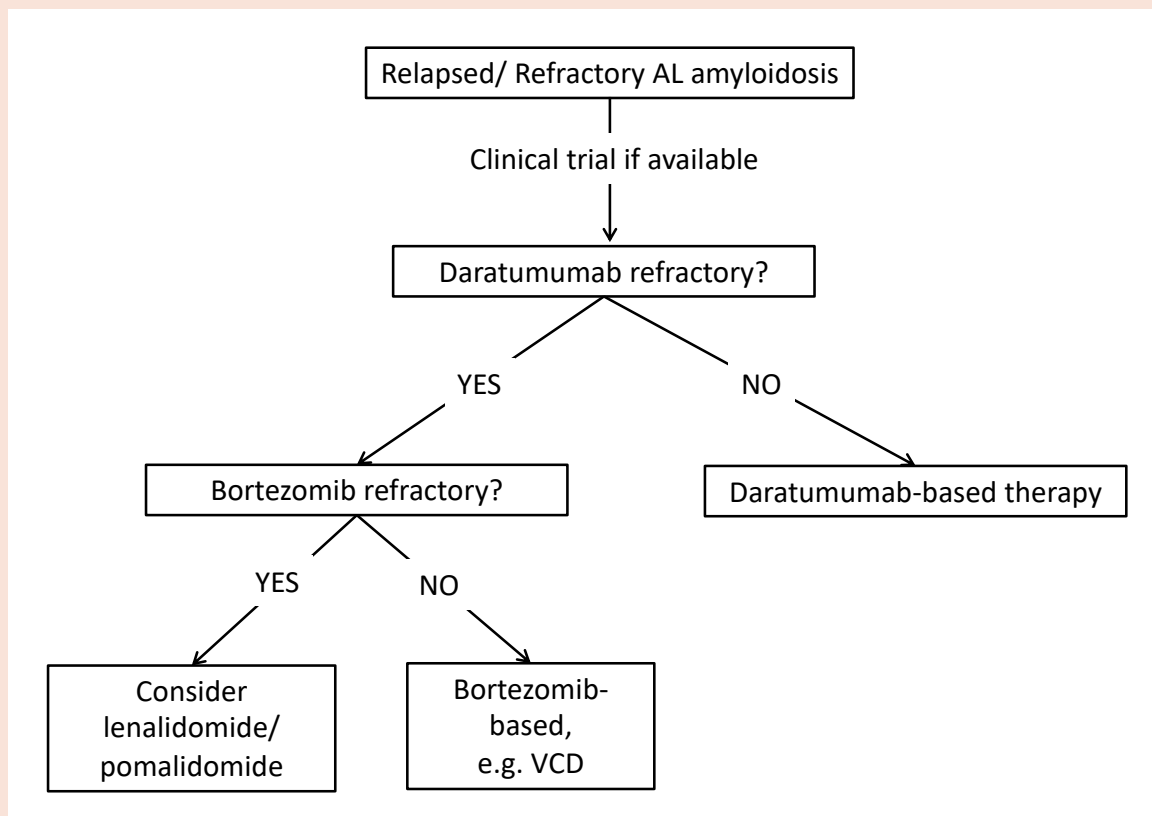 Relapsed/ Refractory AL amyloidosis
Clinical trial if available
Daratumumab refractory?
YES
NO
Bortezomib refractory?
Daratumumab-based therapy
YES
NO
Consider
lenalidomide/
pomalidomide
Bortezomib-
based,
e.g. VCD